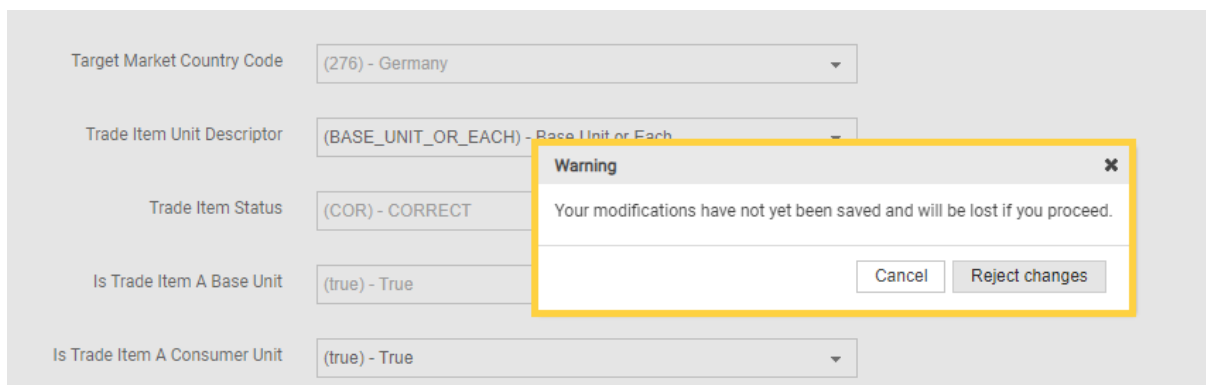 Target Market Country Code (276) - Germany
Trade Item Unit Descriptor (BASE_UNIT_OR_EACH) - Base Unit or Each
Warning
Trade Item Status (COR) - CORRECT
Your modifications have not yet been saved and will be lost if you proceed.
Is Trade Item A Base Unit (true) - True
Cancel Reject changes
Is Trade Item A Consumer Unit (true) - True